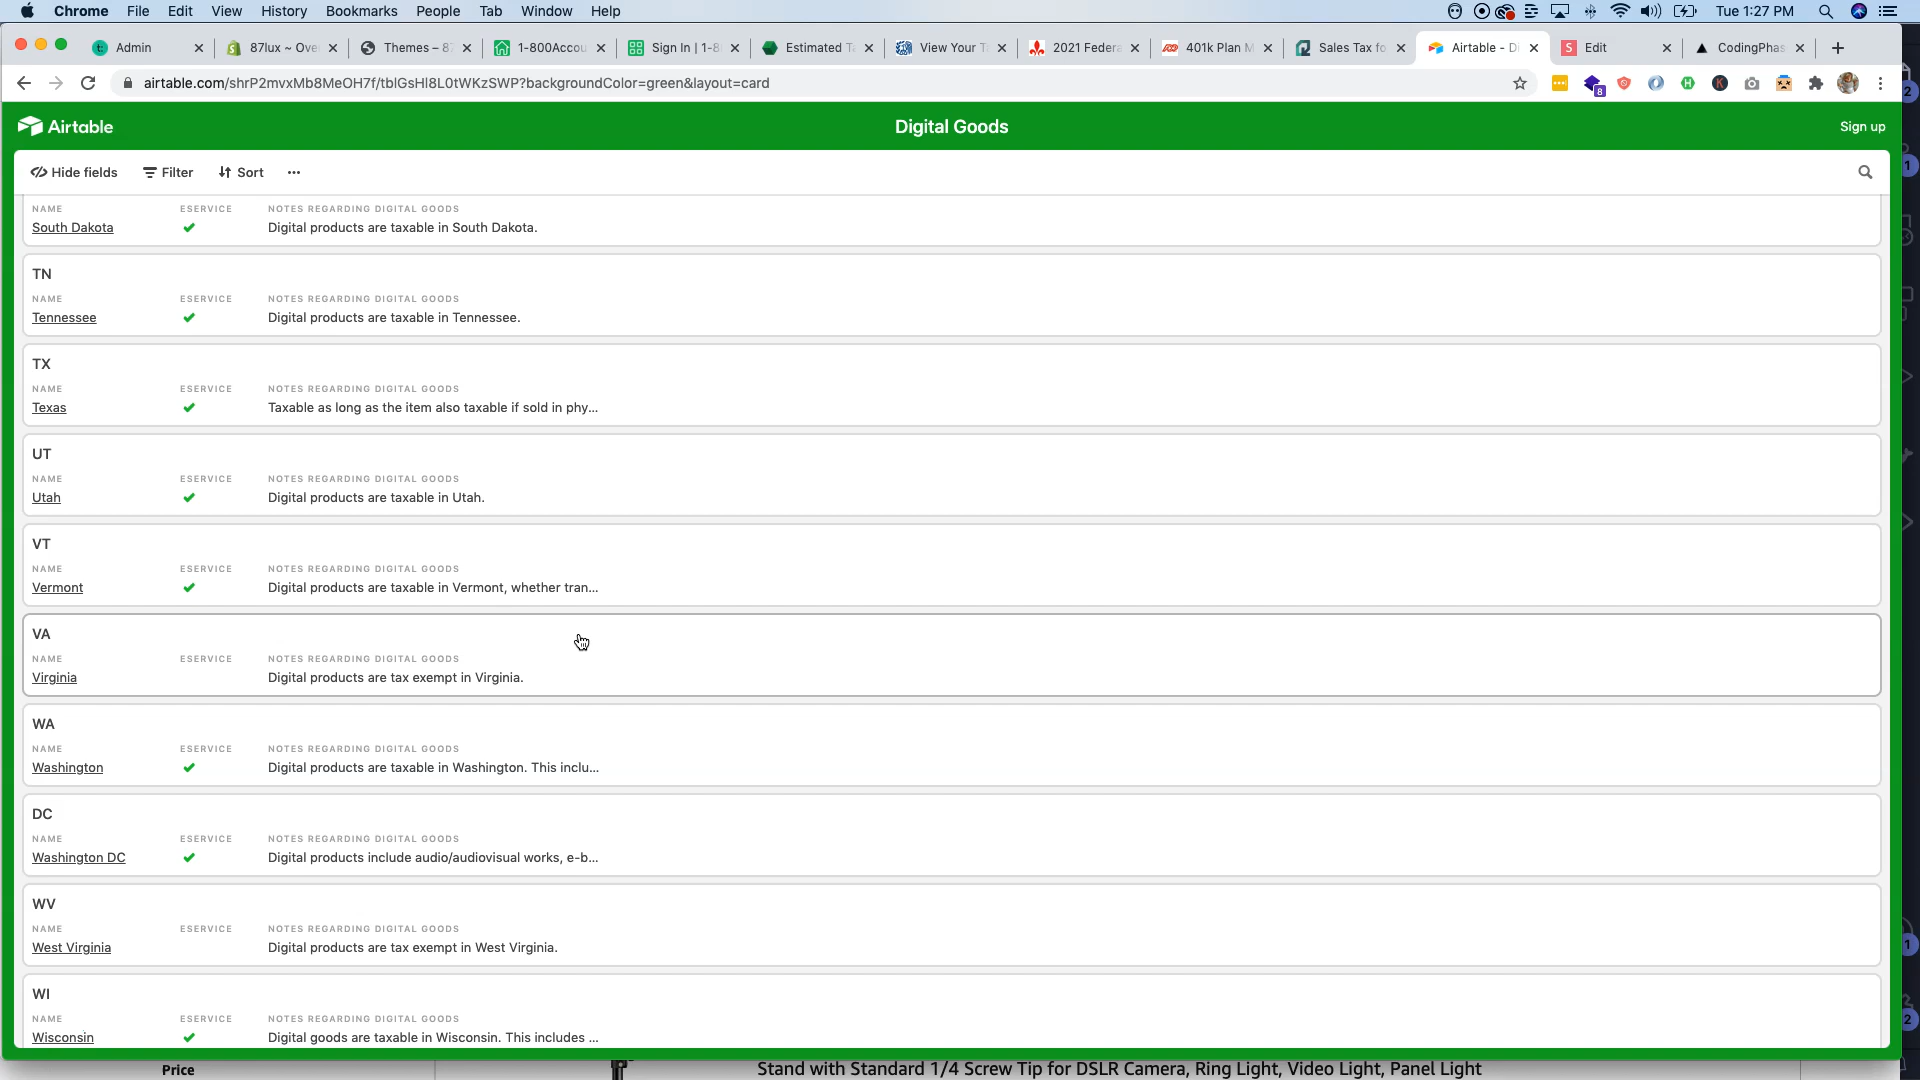 Chrome File Edit View History Bookmarks People Tab Window Help Tue 1:27 PM
Admin 87lux ~ Ove Themes – 8 1-800Accou Sign In | 1-8 Estimated T View Your T 2021 Federa 401k Plan M Sales Tax fo Airtable - D Edit CodingPhas
airtable.com/shrP2mvxMb8MeOH7f/tblGsHl8L0tWKzSWP?backgroundColor=green&layout=card
Airtable Digital Goods Sign up
Hide fields Filter Sort
NAME ESERVICE NOTES REGARDING DIGITAL GOODS
South Dakota Digital products are taxable in South Dakota.
TN
NAME ESERVICE NOTES REGARDING DIGITAL GOODS
Tennessee Digital products are taxable in Tennessee.
TX
NAME ESERVICE NOTES REGARDING DIGITAL GOODS
Texas Taxable as long as the item also taxable if sold in phy...
UT
NAME ESERVICE NOTES REGARDING DIGITAL GOODS
Utah Digital products are taxable in Utah.
VT
NAME ESERVICE NOTES REGARDING DIGITAL GOODS
Vermont Digital products are taxable in Vermont, whether tran...
VA
NAME ESERVICE NOTES REGARDING DIGITAL GOODS
Virginia Digital products are tax exempt in Virginia.
WA
NAME ESERVICE NOTES REGARDING DIGITAL GOODS
Washington Digital products are taxable in Washington. This inclu...
DC
NAME ESERVICE NOTES REGARDING DIGITAL GOODS
Washington DC Digital products include audio/audiovisual works, e-b...
WV
NAME ESERVICE NOTES REGARDING DIGITAL GOODS
West Virginia Digital products are tax exempt in West Virginia.
WI
NAME ESERVICE NOTES REGARDING DIGITAL GOODS
Wisconsin Digital goods are taxable in Wisconsin. This includes ...
Price Stand with Standard 1/4 Screw Tip for DSLR Camera, Ring Light, Video Light, Panel Light